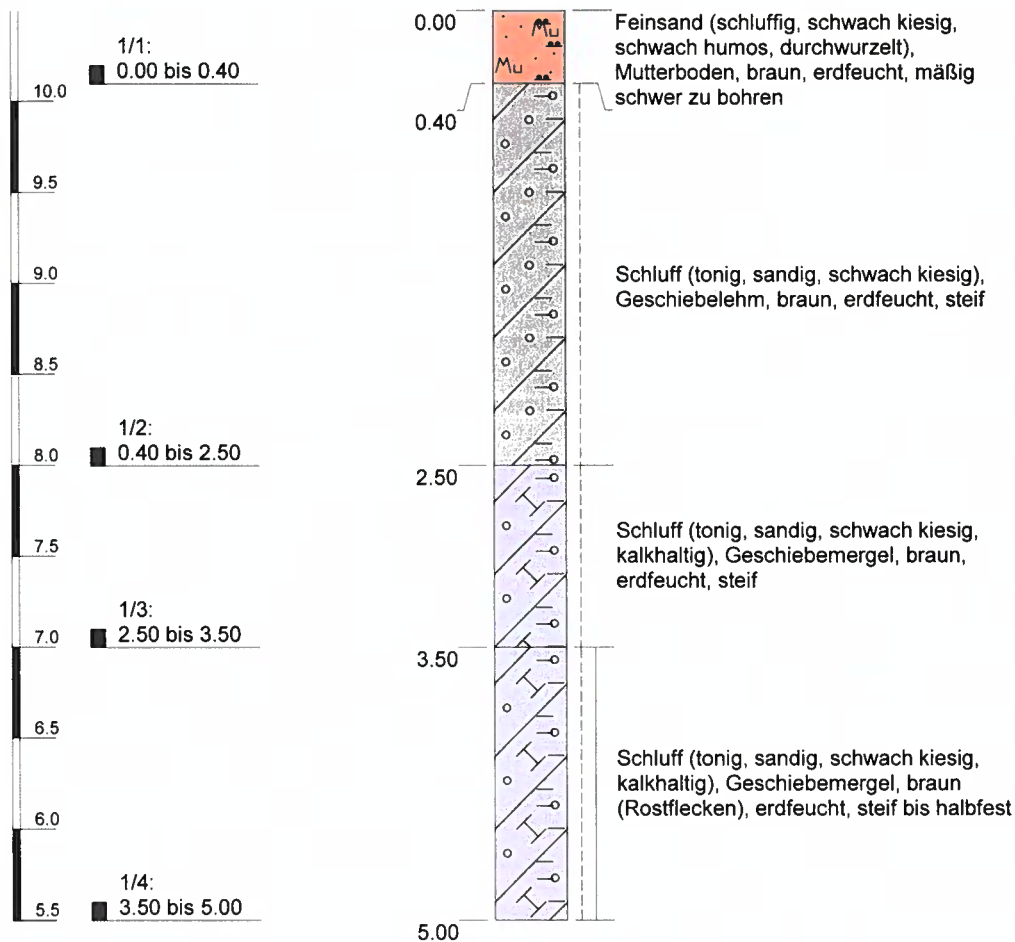 0.00
Feinsand (schluffig, schwach kiesig,
schwach humos, durchwurzelt),
Mutterboden, braun, erdfeucht, mäßig
schwer zu bohren
Mu
Mu
1/1:
0.00 bis 0.40
10.0
0.40
9.5
9.0
Schluff (tonig, sandig, schwach kiesig),
Geschiebelehm, braun, erdfeucht, steif
8.5
1/2:
0.40 bis 2.50
8.0
2.50
7.5
Schluff (tonig, sandig, schwach kiesig,
kalkhaltig), Geschiebemergel, braun,
erdfeucht, steif
1/3:
2.50 bis 3.50
7.0
3.50
6.5
Schluff (tonig, sandig, schwach kiesig,
kalkhaltig), Geschiebemergel, braun
(Rostflecken), erdfeucht, steif bis halbfest
6.0
1/4:
3.50 bis 5.00
5.5
5.00